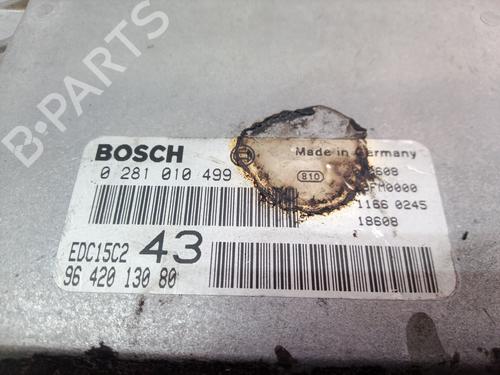 B-PARTS
BOSCH
Made in Germany
0 281 010 499
810
1166 0245
18608
EDC15C2 43
96 420 130 80